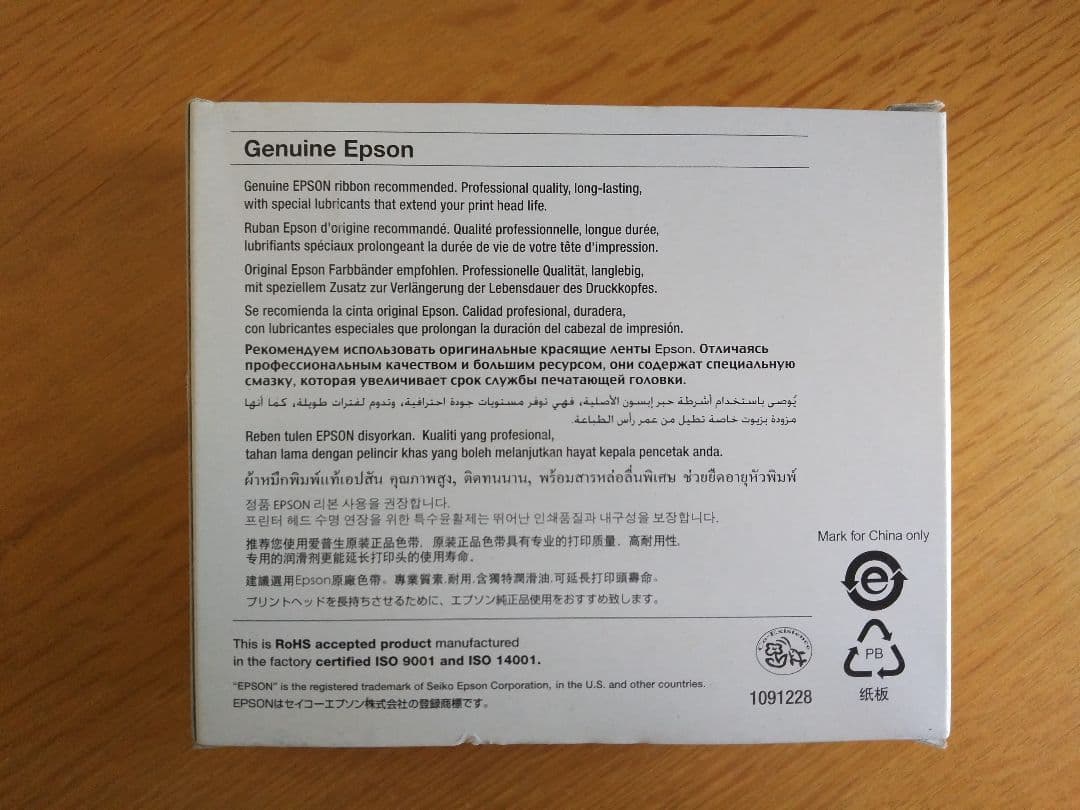 Genuine Epson
Genuine EPSON ribbon recommended. Professional quality, long-lasting,
with special lubricants that extend your print head life.
Ruban Epson d'origine recommandé. Qualité professionnelle, longue durée,
lubrifiants spéciaux prolongeant la durée de vie de votre tête d'impression.
Original Epson Farbbänder empfohlen. Professionelle Qualität, langlebig,
mit speziellem Zusatz zur Verlängerung der Lebensdauer des Druckkopfes.
Se recomienda la cinta original Epson. Calidad profesional, duradera,
con lubricantes especiales que prolongan la duración del cabezal de impresión.
Рекомендуем использовать оригинальные красящие ленты Epson. Отличаясь
профессиональным качеством и большим ресурсом, они содержат специальную
смазку, которая увеличивает срок службы печатающей головки.
يُوصى باستخدام أشرطة حبر إبسون الأصلية، فهي توفر مستويات جودة احترافية، وتدوم لفترات طويلة، كما أنها
مزودة بزيوت خاصة تطيل من عمر رأس الطباعة.
Reben tulen EPSON disyorkan. Kualiti yang profesional,
tahan lama dengan pelincir khas yang boleh melanjutkan hayat kepala pencetak anda.
ผ้าหมึกพิมพ์แท้เอปสัน คุณภาพสูง, ติดทนนาน, พร้อมสารหล่อลื่นพิเศษ ช่วยยืดอายุหัวพิมพ์
정품 EPSON 리본 사용을 권장합니다.
프린터 헤드 수명 연장을 위한 특수윤활제는 뛰어난 인쇄품질과 내구성을 보장합니다.
推荐您使用爱普生原装正品色带。原装正品色带具有专业的打印质量，高耐用性，
专用的润滑剂更能延长打印头的使用寿命。
建議選用Epson原廠色帶。專業質素,耐用,含獨特潤滑油,可延長打印頭壽命。
プリントヘッドを長持ちさせるために、エプソン純正品使用をおすすめ致します。
Mark for China only
e
This is RoHS accepted product manufactured
in the factory certified ISO 9001 and ISO 14001.
Co-Existence
PB
纸板
"EPSON" is the registered trademark of Seiko Epson Corporation, in the U.S. and other countries.
EPSONはセイコーエプソン株式会社の登録商標です。
1091228